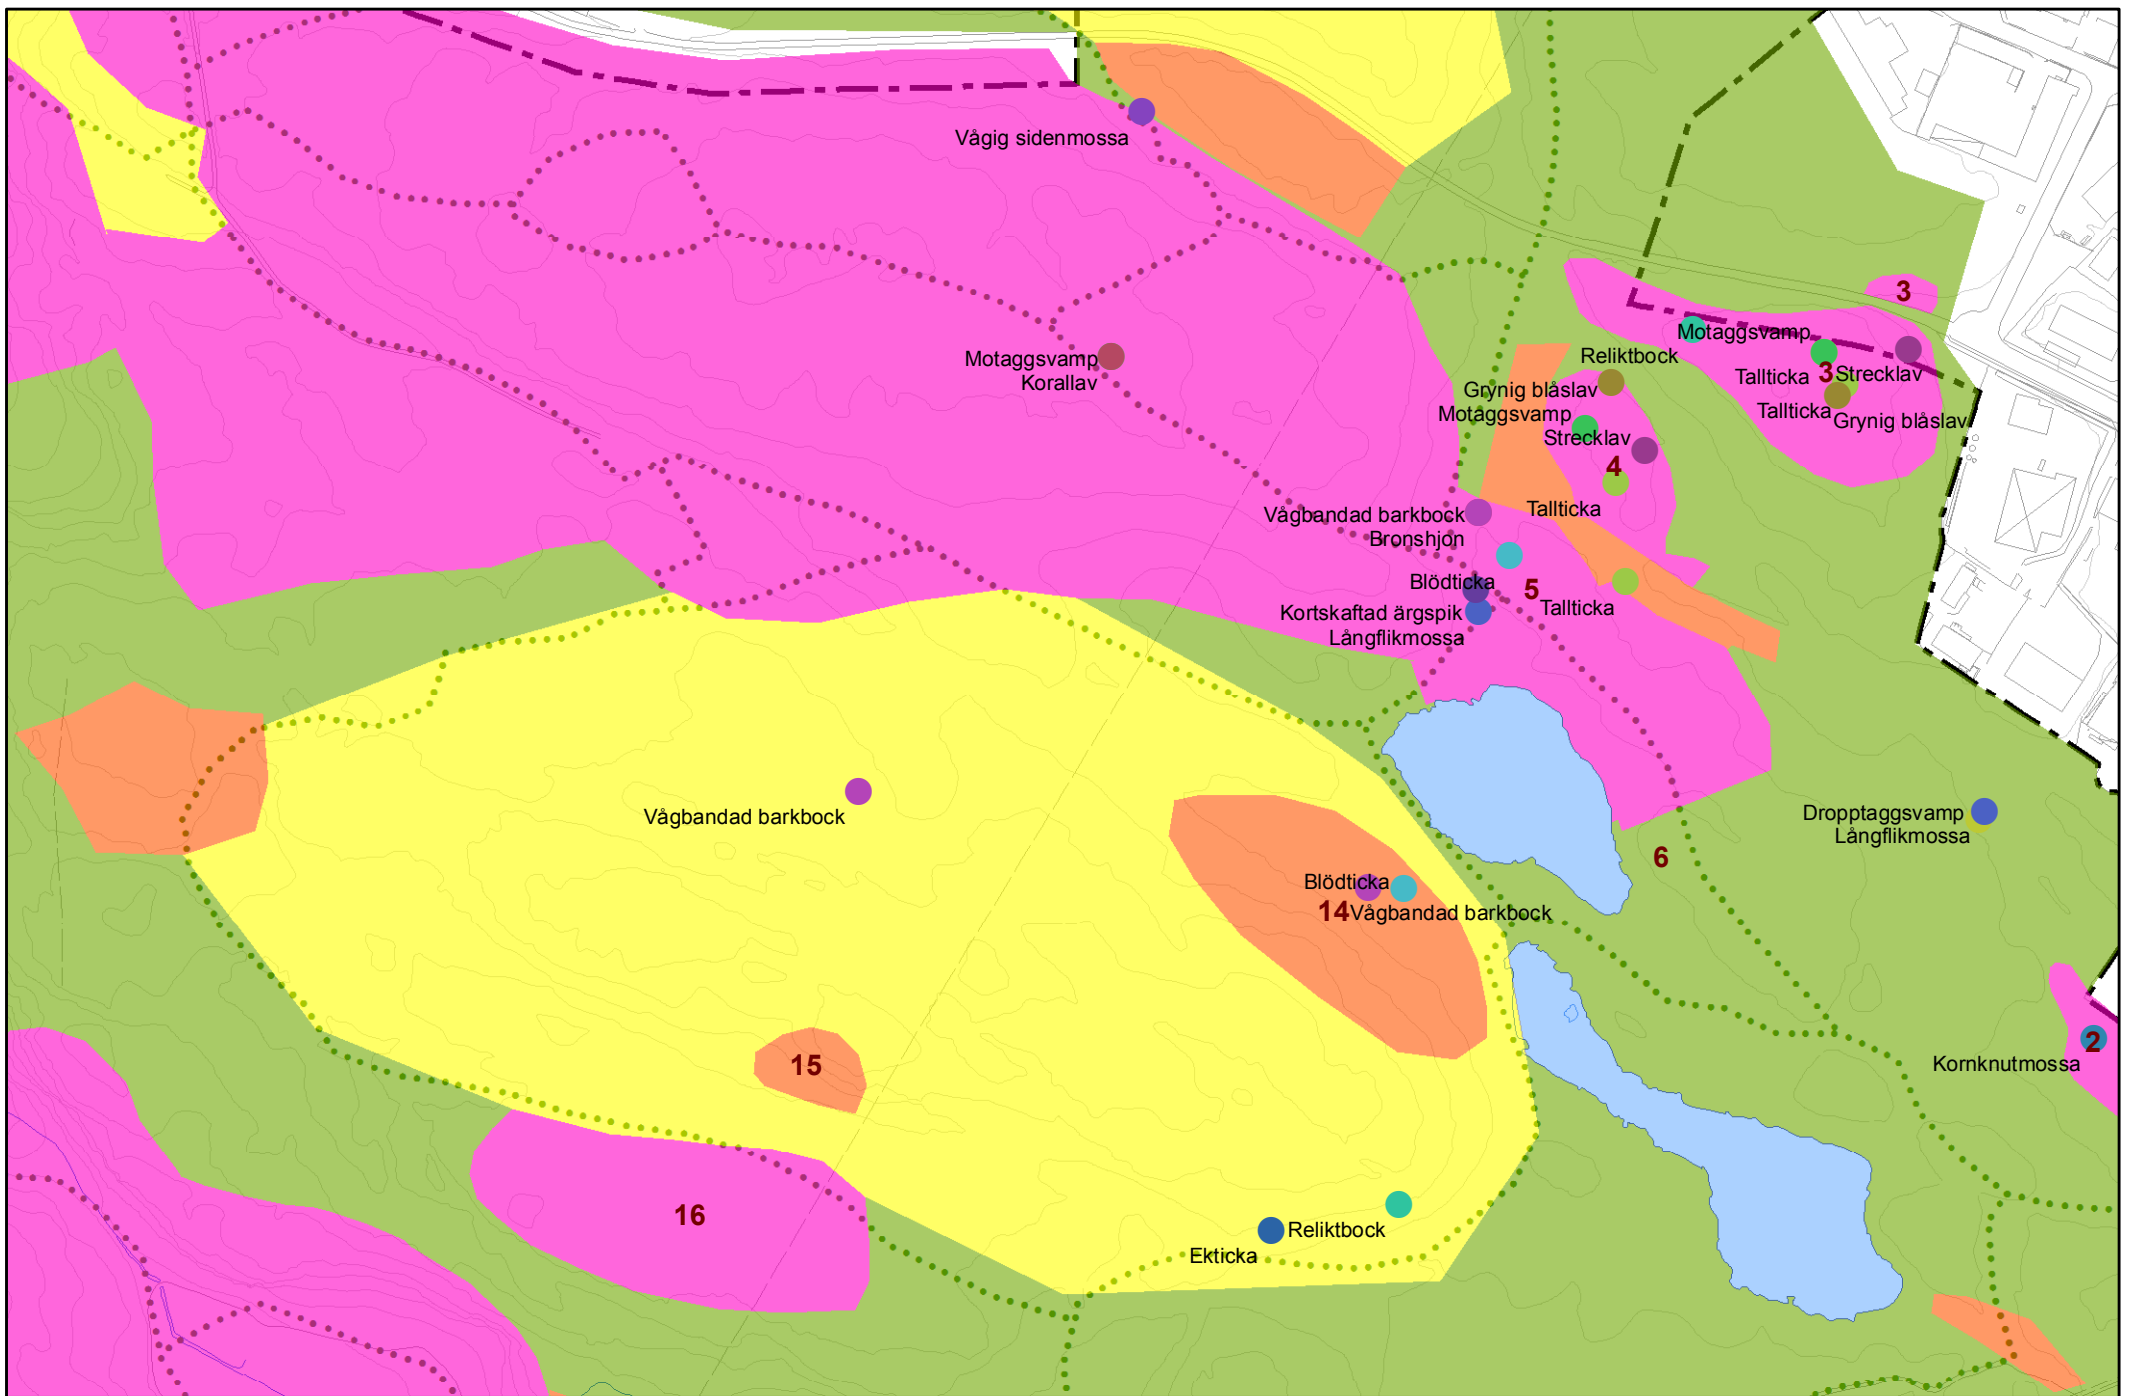 Vågig sidenmossa
3
Motaggsvamp
Reliktbock
Motaggsvamp
Korallav
Tallticka
3
Strecklav
Grynig blåslav
Tallticka
Motaggsvamp
Grynig blåslav
Strecklav
4
Tallticka
Vågbandad barkbock
Bronshjon
Blödticka
5
Tallticka
Kortskaftad ärgspik
Långflikmossa
Vågbandad barkbock
Dropptaggsvamp
Långflikmossa
6
Blödticka
14
Vågbandad barkbock
2
Kornknutmossa
15
16
Reliktbock
Ekticka